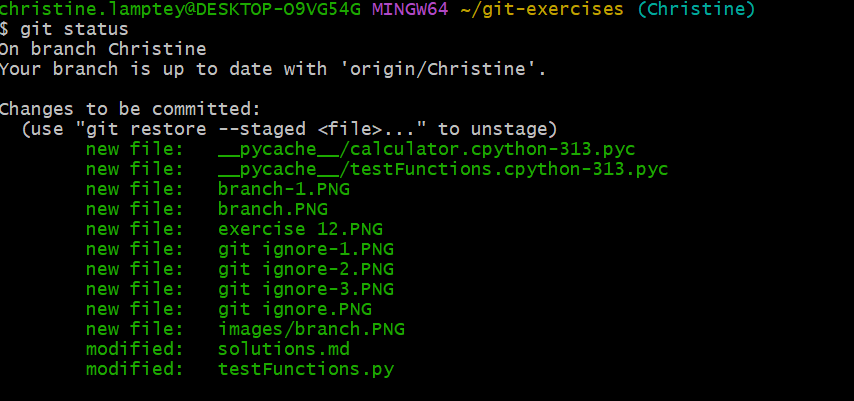 christine.lamptey@DESKTOP-O9VG54G MINGW64 ~/git-exercises (Christine)
$ git status
On branch Christine
Your branch is up to date with 'origin/Christine'.

Changes to be committed:
  (use "git restore --staged <file>..." to unstage)
        new file:   __pycache__/calculator.cpython-313.pyc
        new file:   __pycache__/testFunctions.cpython-313.pyc
        new file:   branch-1.PNG
        new file:   branch.PNG
        new file:   exercise 12.PNG
        new file:   git ignore-1.PNG
        new file:   git ignore-2.PNG
        new file:   git ignore-3.PNG
        new file:   git ignore.PNG
        new file:   images/branch.PNG
        modified:   solutions.md
        modified:   testFunctions.py